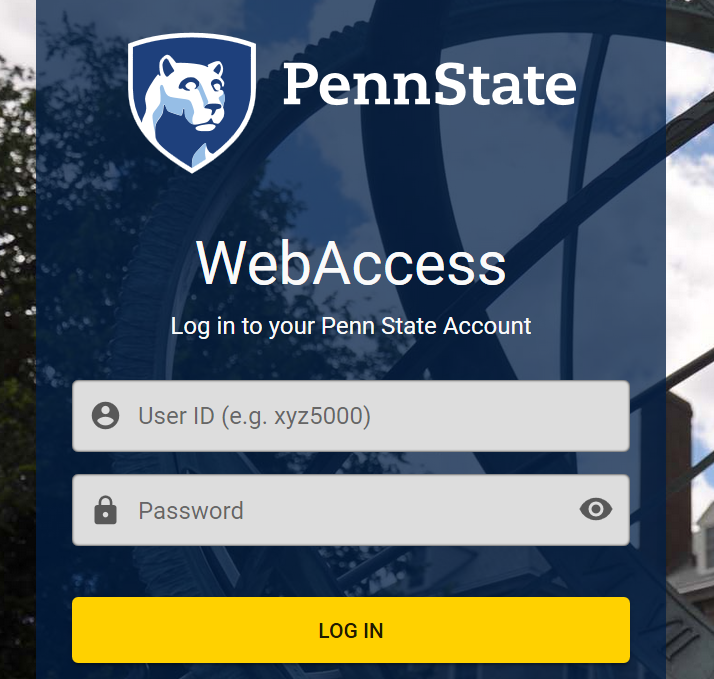 PennState
WebAccess
Log in to your Penn State Account
User ID (e.g. xyz5000)
Password
LOG IN